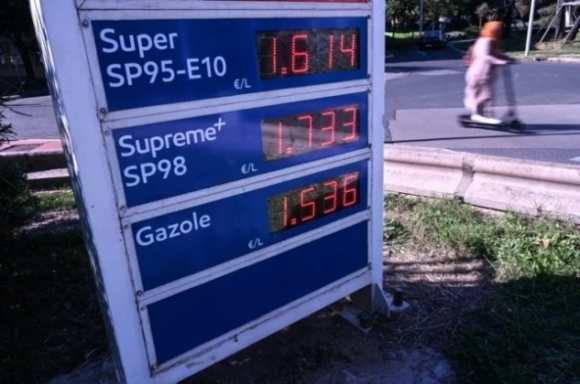 Super
SP95-E10
€/L
1.614
Supreme+
SP98
€/L
1.733
Gazole
€/L
1.536